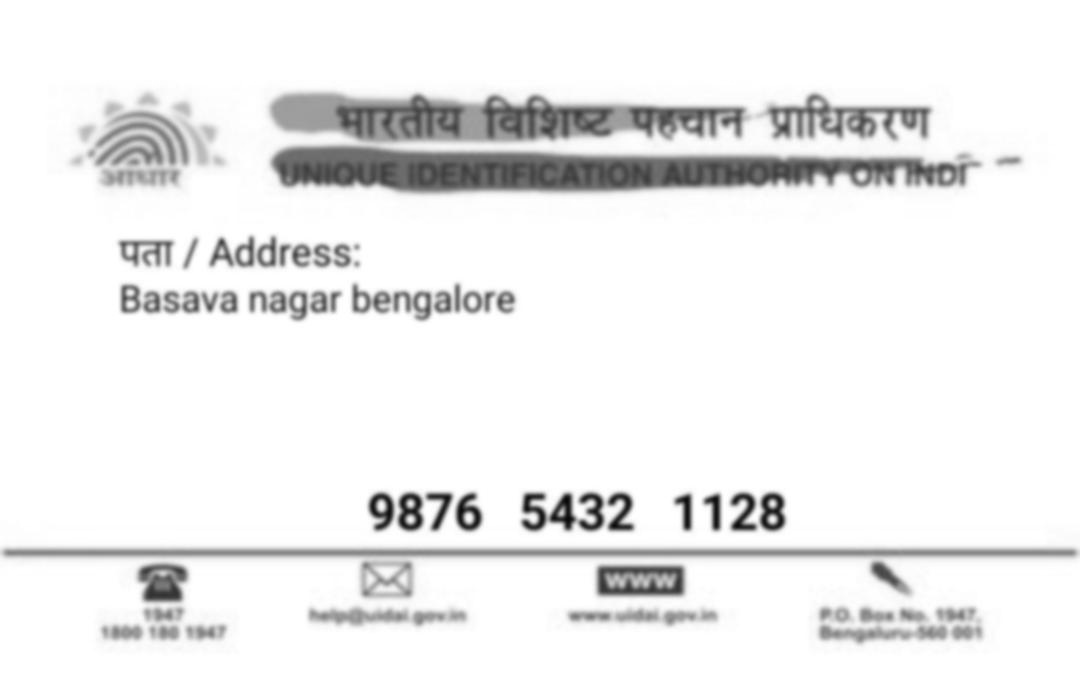 आधार
भारतीय विशिष्ट पहचान प्राधिकरण
UNIQUE IDENTIFICATION AUTHORITY ON INDI
पता / Address:
Basava nagar bengalore
9876 5432 1128
1947
1800 180 1947
help@uidai.gov.in
WWW
www.uidai.gov.in
P.O. Box No. 1947,
Bengaluru-560 001